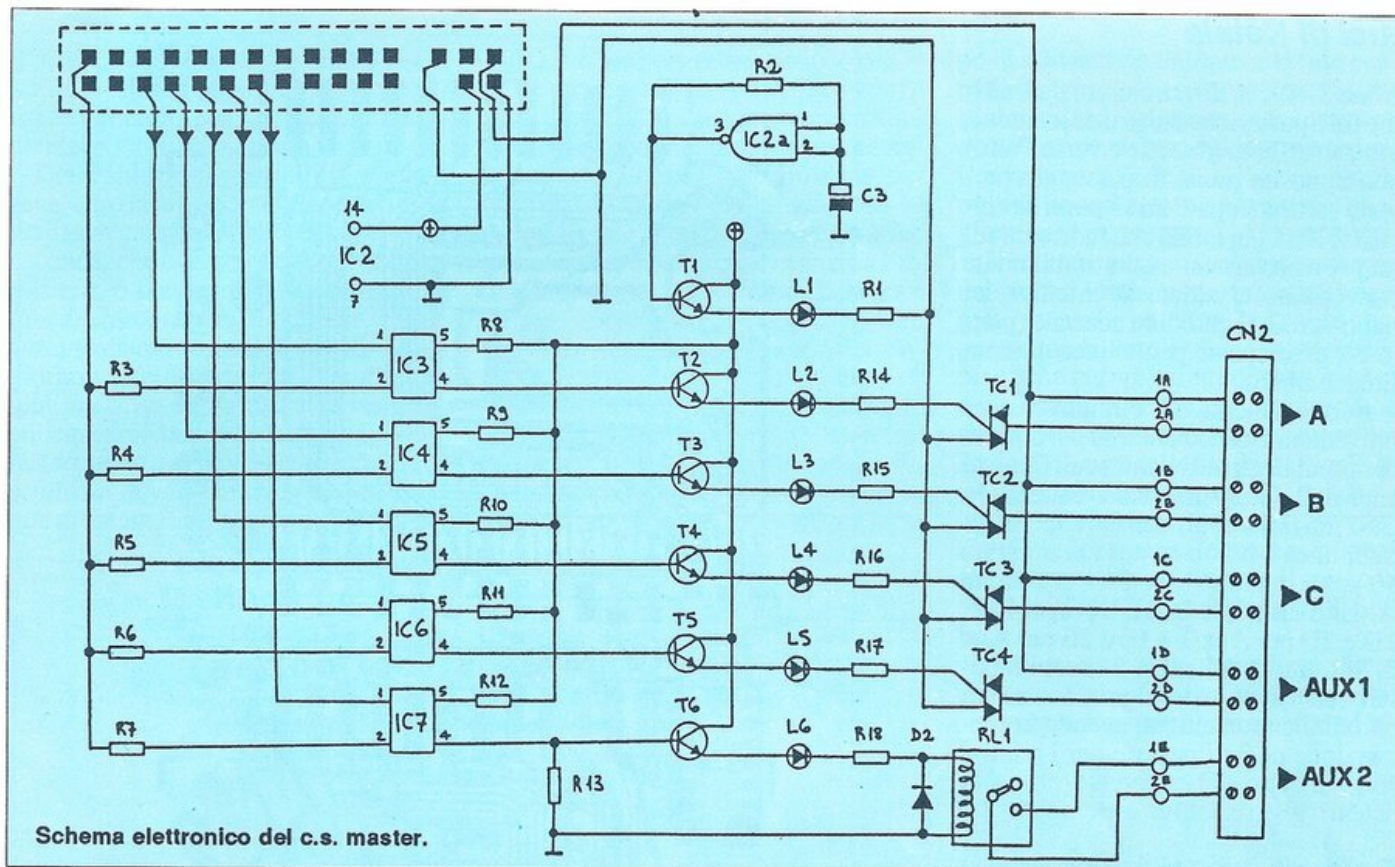 R2
3
IC2a
1
2
C3
14
IC2
7
T1
L1
R1
CN2
R8
1
5
IC3
2
4
R3
T2
L2
R14
TC1
1A
2A
A
R9
1
5
IC4
2
4
R4
T3
L3
R15
TC2
1B
2B
B
R10
1
5
IC5
2
4
R5
T4
L4
R16
TC3
1C
2C
C
R11
1
5
IC6
2
4
R6
T5
L5
R17
TC4
1D
2D
AUX1
R12
1
5
IC7
2
4
R7
T6
L6
R18
D2
RL1
1E
2E
AUX2
R13
Schema elettronico del c.s. master.